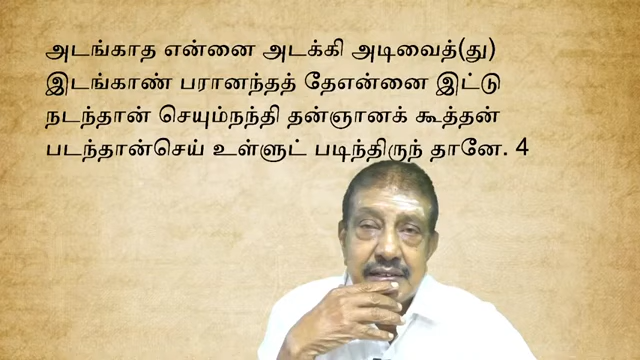 அடங்காத என்னை அடக்கி அடிவைத்(து)
இடங்காண் பரானந்தத் தேஎன்னை இட்டு
நடந்தான் செயும்நந்தி தன்ஞானக் கூத்தன்
படந்தான்செய் உள்ளுட் படிந்திருந் தானே. 4